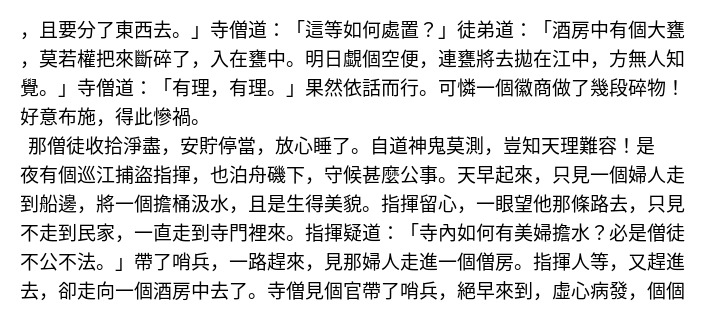 ，且要分了東西去。」寺僧道：「這等如何處置？」徒弟道：「酒房中有個大甕
，莫若權把來斷碎了，入在甕中。明日覷個空便，連甕將去拋在江中，方無人知
覺。」寺僧道：「有理，有理。」果然依話而行。可憐一個徽商做了幾段碎物！
好意布施，得此慘禍。
那僧徒收拾淨盡，安貯停當，放心睡了。自道神鬼莫測，豈知天理難容！是
夜有個巡江捕盜指揮，也泊舟磯下，守候甚麼公事。天早起來，只見一個婦人走
到船邊，將一個擔桶汲水，且是生得美貌。指揮留心，一眼望他那條路去，只見
不走到民家，一直走到寺門裡來。指揮疑道：「寺內如何有美婦擔水？必是僧徒
不公不法。」帶了哨兵，一路趕來，見那婦人走進一個僧房。指揮人等，又趕進
去，卻走向一個酒房中去了。寺僧見個官帶了哨兵，絕早來到，虛心病發，個個